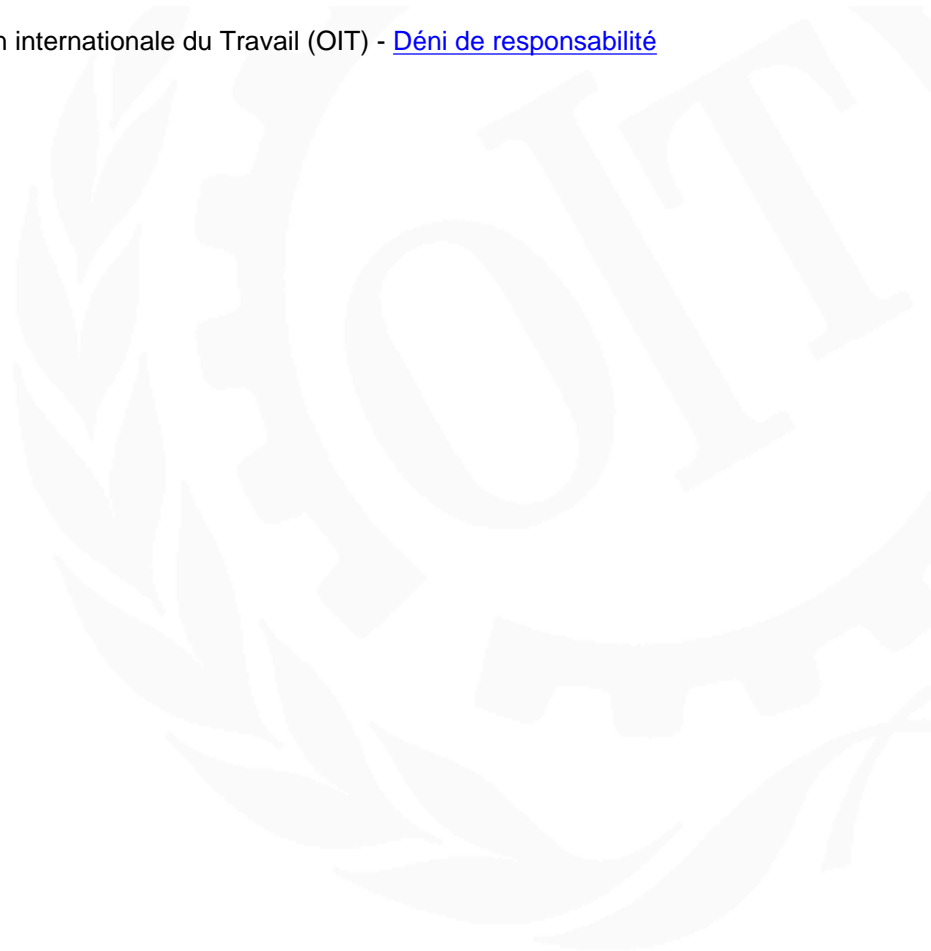 n internationale du Travail (OIT) - Déni de responsabilité
OIT